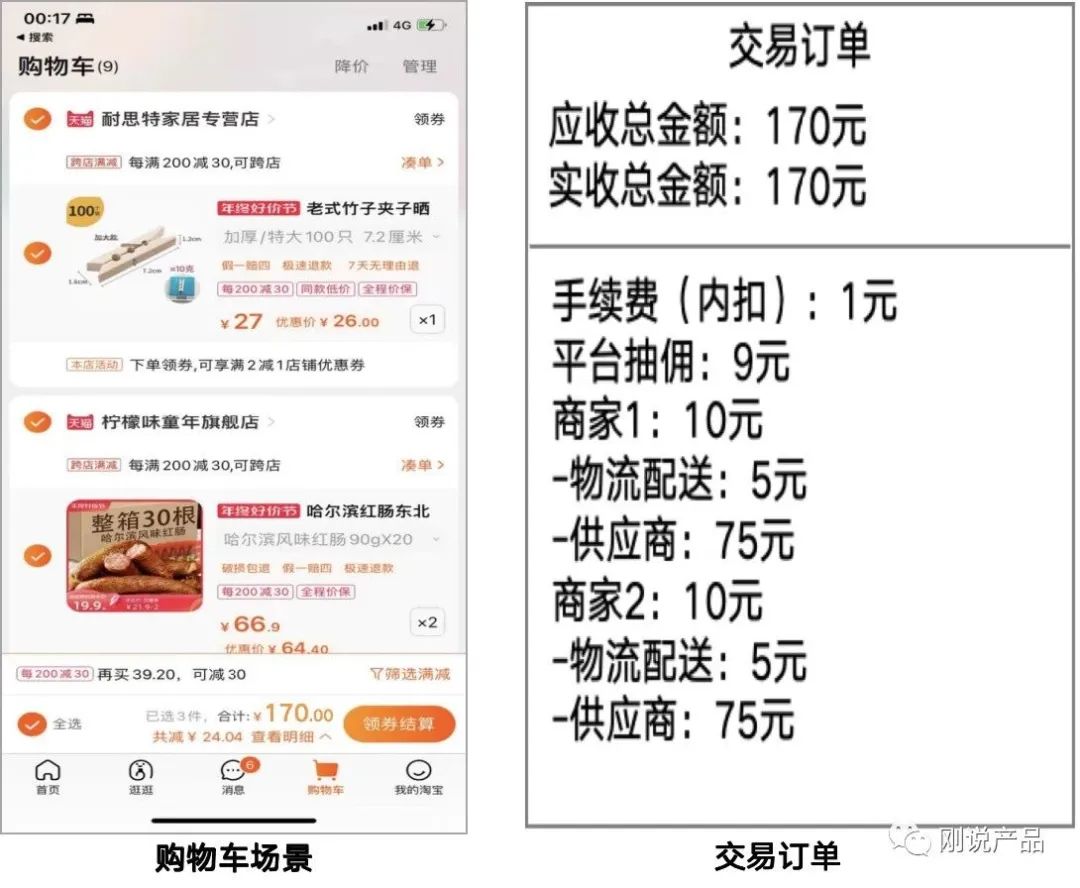 00:17
4G
搜索
购物车(9)
降价
管理
天猫 耐思特家居专营店
领券
跨店满减 每满200减30,可跨店
凑单
100
加大款
1.2cm
7.2cm
1.6cm
×10克
年终好价节 老式竹子夹子晒
加厚/特大100只 7.2厘米
假一赔四 极速退款 7天无理由退
每200减30 同款低价 全程价保
¥27 优惠价¥26.00
×1
本店活动 下单领券,可享满2减1店铺优惠券
天猫 柠檬味童年旗舰店
领券
跨店满减 每满200减30,可跨店
凑单
整箱30根
哈尔滨风味红肠
19.9
年终好价节 哈尔滨红肠东北
哈尔滨风味红肠90gX20
破损包退 假一赔四 极速退款
每200减30 全程价保
¥66.9
×2
优惠价¥64.40
每200减30 再买39.20，可减30
筛选满减
全选
已选3件，合计:¥170.00
共减¥24.04 查看明细
领券结算
首页
逛逛
6
消息
购物车
我的淘宝
购物车场景
交易订单
应收总金额：170元
实收总金额：170元
手续费（内扣）：1元
平台抽佣：9元
商家1：10元
-物流配送：5元
-供应商：75元
商家2：10元
-物流配送：5元
-供应商：75元
刚说产品
交易订单